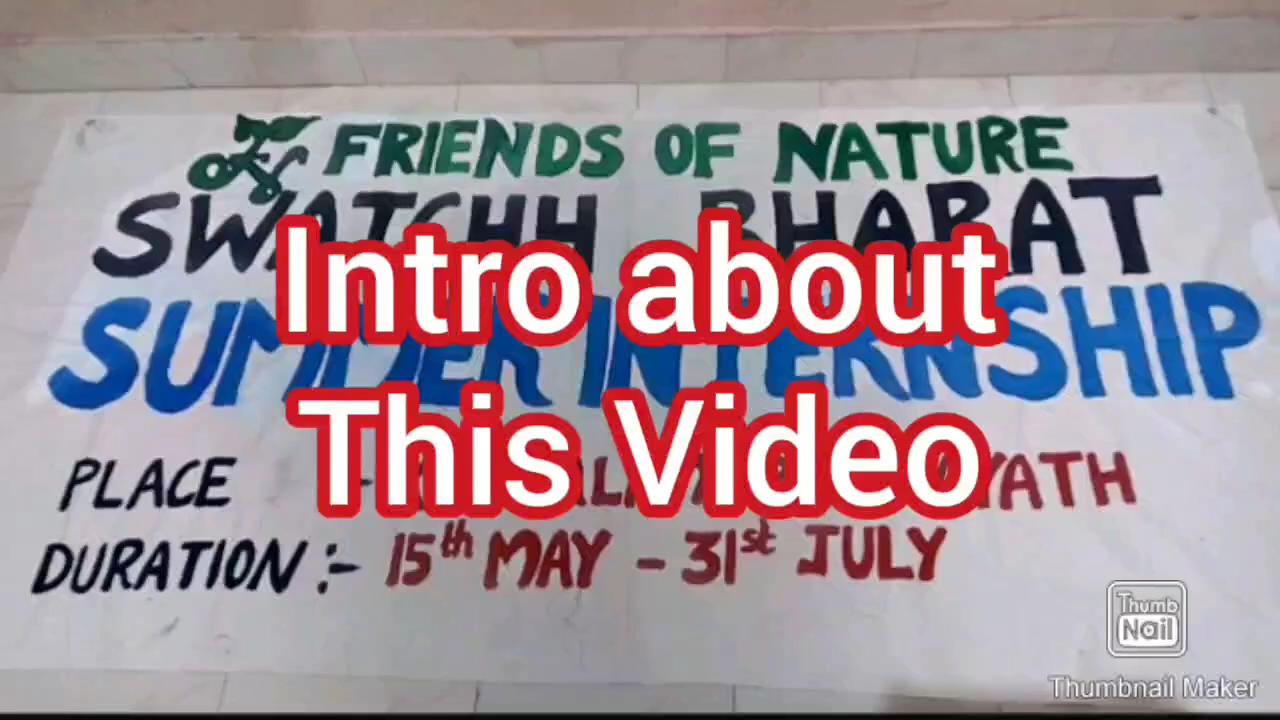 FRIENDS OF NATURE
SWATCHH BHARAT
SUMMER INTERNSHIP
Intro about
This Video
PLACE
DURATION :- 15th MAY - 31st JULY
Thumb
Nail
Thumbnail Maker